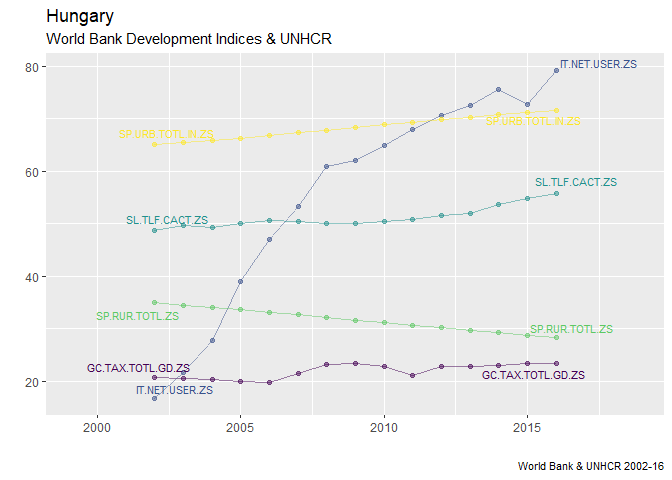 Hungary
World Bank Development Indices & UNHCR
80
IT.NET.USER.ZS
SP.URB.TOTL.IN.ZS
SP.URB.TOTL.IN.ZS
60
SL.TLF.CACT.ZS
SL.TLF.CACT.ZS
40
SP.RUR.TOTL.ZS
SP.RUR.TOTL.ZS
GC.TAX.TOTL.GD.ZS
GC.TAX.TOTL.GD.ZS
20
IT.NET.USER.ZS
2000 2005 2010 2015
World Bank & UNHCR 2002-16